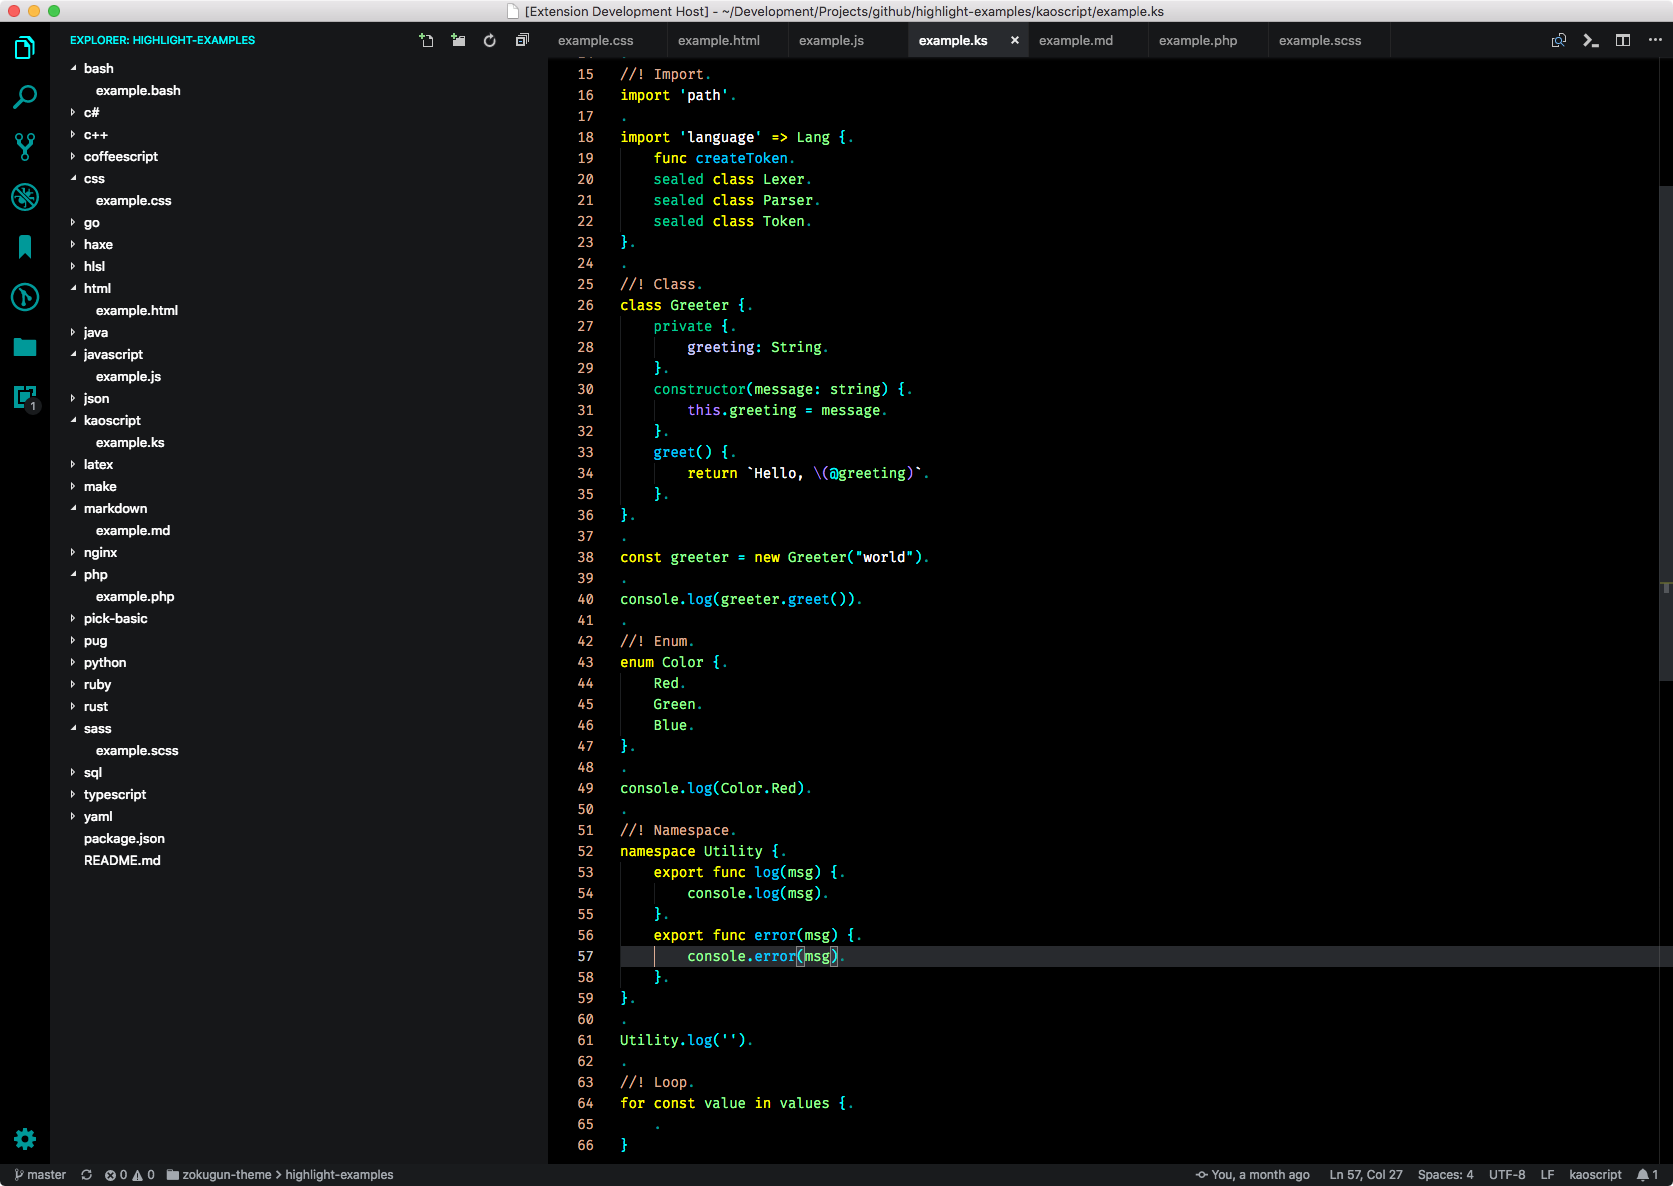 [Extension Development Host] - ~/Development/Projects/github/highlight-examples/kaoscript/example.ks
EXPLORER: HIGHLIGHT-EXAMPLES
bash
example.bash
c#
c++
coffeescript
css
example.css
go
haxe
hlsl
html
example.html
java
javascript
example.js
json
kaoscript
example.ks
latex
make
markdown
example.md
nginx
php
example.php
pick-basic
pug
python
ruby
rust
sass
example.scss
sql
typescript
yaml
package.json
README.md
1
example.css example.html example.js example.ks × example.md example.php example.scss
15 //! Import.
16 import 'path'.
17 .
18 import 'language' => Lang {.
19 func createToken.
20 sealed class Lexer.
21 sealed class Parser.
22 sealed class Token.
23 }.
24 .
25 //! Class.
26 class Greeter {.
27 private {.
28 greeting: String.
29 }.
30 constructor(message: string) {.
31 this.greeting = message.
32 }.
33 greet() {.
34 return `Hello, \(@greeting)`.
35 }.
36 }.
37 .
38 const greeter = new Greeter("world").
39 .
40 console.log(greeter.greet()).
41 .
42 //! Enum.
43 enum Color {.
44 Red.
45 Green.
46 Blue.
47 }.
48 .
49 console.log(Color.Red).
50 .
51 //! Namespace.
52 namespace Utility {.
53 export func log(msg) {.
54 console.log(msg).
55 }.
56 export func error(msg) {.
57 console.error(msg).
58 }.
59 }.
60 .
61 Utility.log('').
62 .
63 //! Loop.
64 for const value in values {.
65 .
66 }
master 0 0 zokugun-theme > highlight-examples You, a month ago Ln 57, Col 27 Spaces: 4 UTF-8 LF kaoscript 1